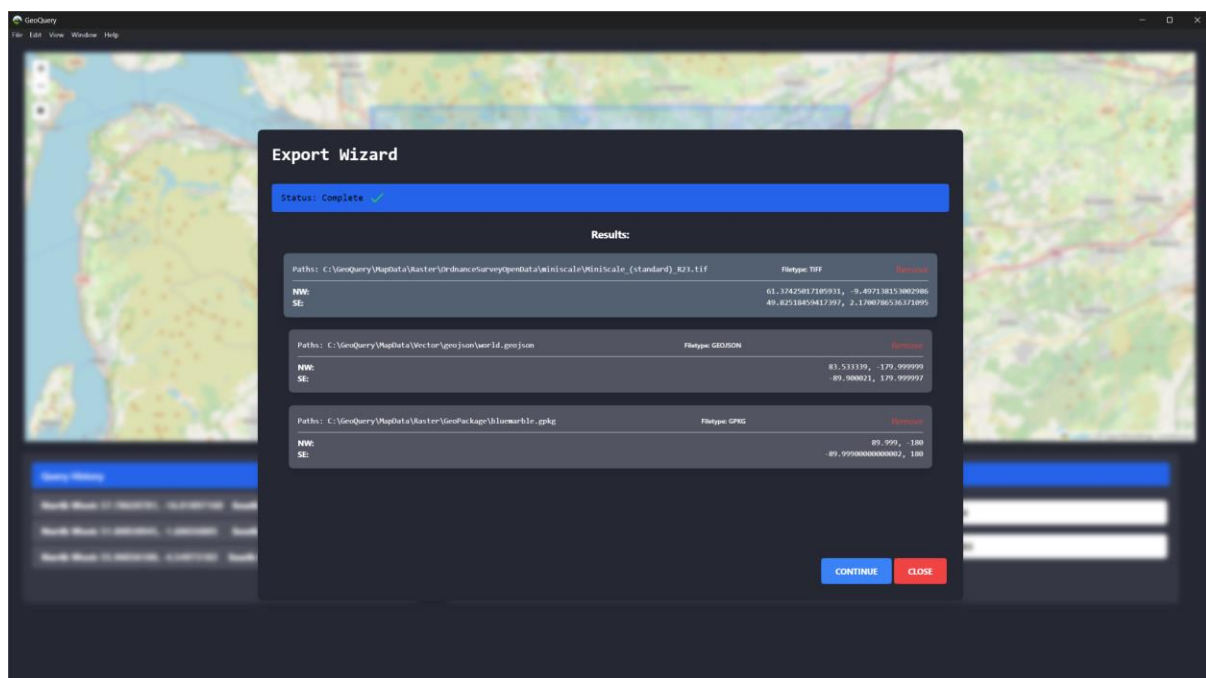 GeoQuery
File Edit View Window Help
Export Wizard
Status: Complete
Results:
Paths: C:\GeoQuery\MapData\Raster\OrdnanceSurveyOpenData\miniscale\MiniScale_(standard)_R23.tif Filetype: TIFF Remove
NW: 61.37425017105931, -9.497138153002986
SE: 49.82518459417397, 2.1700786536371095
Paths: C:\GeoQuery\MapData\Vector\geojson\world.geojson Filetype: GEOJSON Remove
NW: 83.533339, -179.999999
SE: -89.900021, 179.999997
Paths: C:\GeoQuery\MapData\Raster\GeoPackage\bluemarble.gpkg Filetype: GPKG Remove
NW: 89.999, -180
SE: -89.99900000000002, 180
CONTINUE CLOSE
Query History